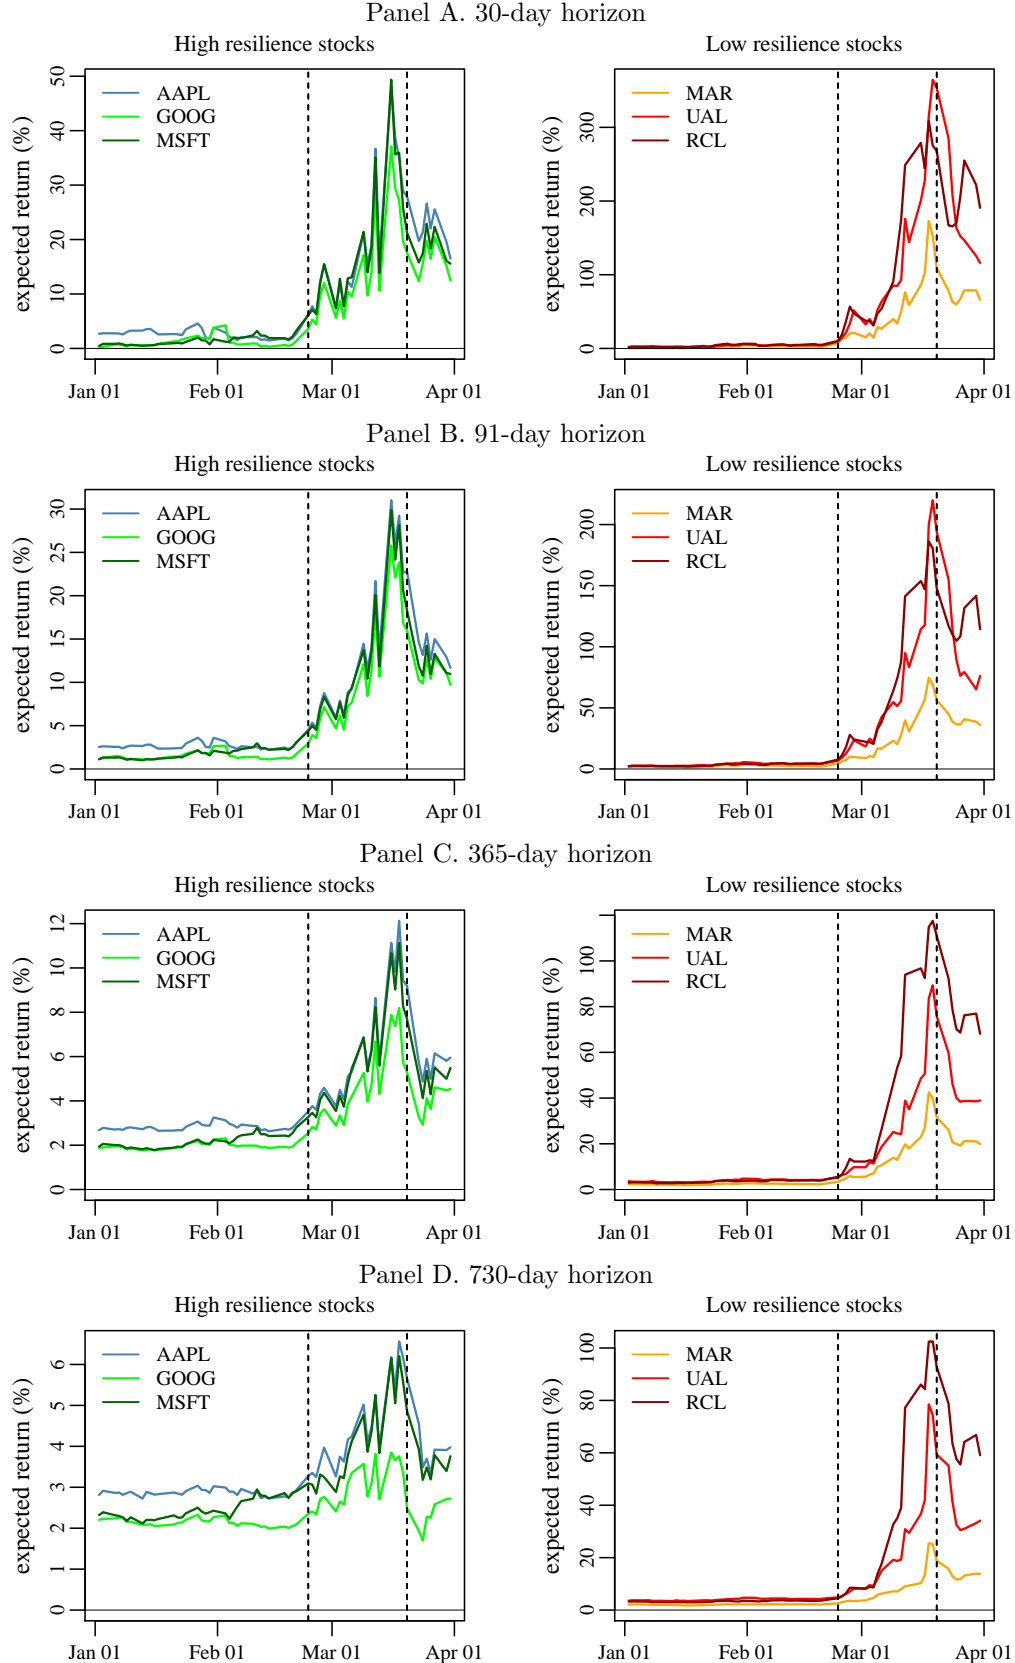 Panel A. 30-day horizon
High resilience stocks
expected return (%)
50
40
30
20
10
0
AAPL
GOOG
MSFT
Jan 01 Feb 01 Mar 01 Apr 01
Low resilience stocks
expected return (%)
300
200
100
0
MAR
UAL
RCL
Jan 01 Feb 01 Mar 01 Apr 01
Panel B. 91-day horizon
High resilience stocks
expected return (%)
30
25
20
15
10
5
0
AAPL
GOOG
MSFT
Jan 01 Feb 01 Mar 01 Apr 01
Low resilience stocks
expected return (%)
200
150
100
50
0
MAR
UAL
RCL
Jan 01 Feb 01 Mar 01 Apr 01
Panel C. 365-day horizon
High resilience stocks
expected return (%)
12
10
8
6
4
2
0
AAPL
GOOG
MSFT
Jan 01 Feb 01 Mar 01 Apr 01
Low resilience stocks
expected return (%)
100
80
60
40
20
0
MAR
UAL
RCL
Jan 01 Feb 01 Mar 01 Apr 01
Panel D. 730-day horizon
High resilience stocks
expected return (%)
6
5
4
3
2
1
0
AAPL
GOOG
MSFT
Jan 01 Feb 01 Mar 01 Apr 01
Low resilience stocks
expected return (%)
100
80
60
40
20
0
MAR
UAL
RCL
Jan 01 Feb 01 Mar 01 Apr 01